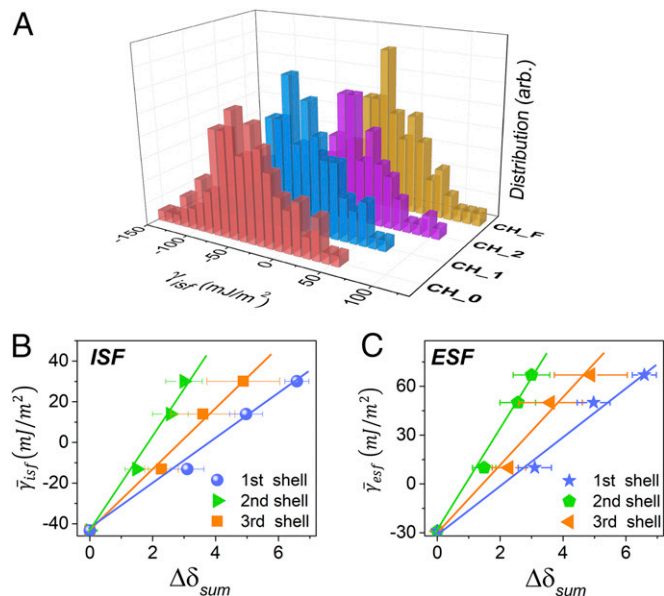 A
Distribution (arb.)
-150
-100
-50
0
50
100
γisf (mJ/m²)
CH_F
CH_2
CH_1
CH_0
B
ISF
γ̄isf (mJ/m²)
40
20
0
-20
-40
1st shell
2nd shell
3rd shell
0 2 4 6
Δδsum
C
ESF
γ̄esf (mJ/m²)
60
30
0
-30
1st shell
2nd shell
3rd shell
0 2 4 6
Δδsum